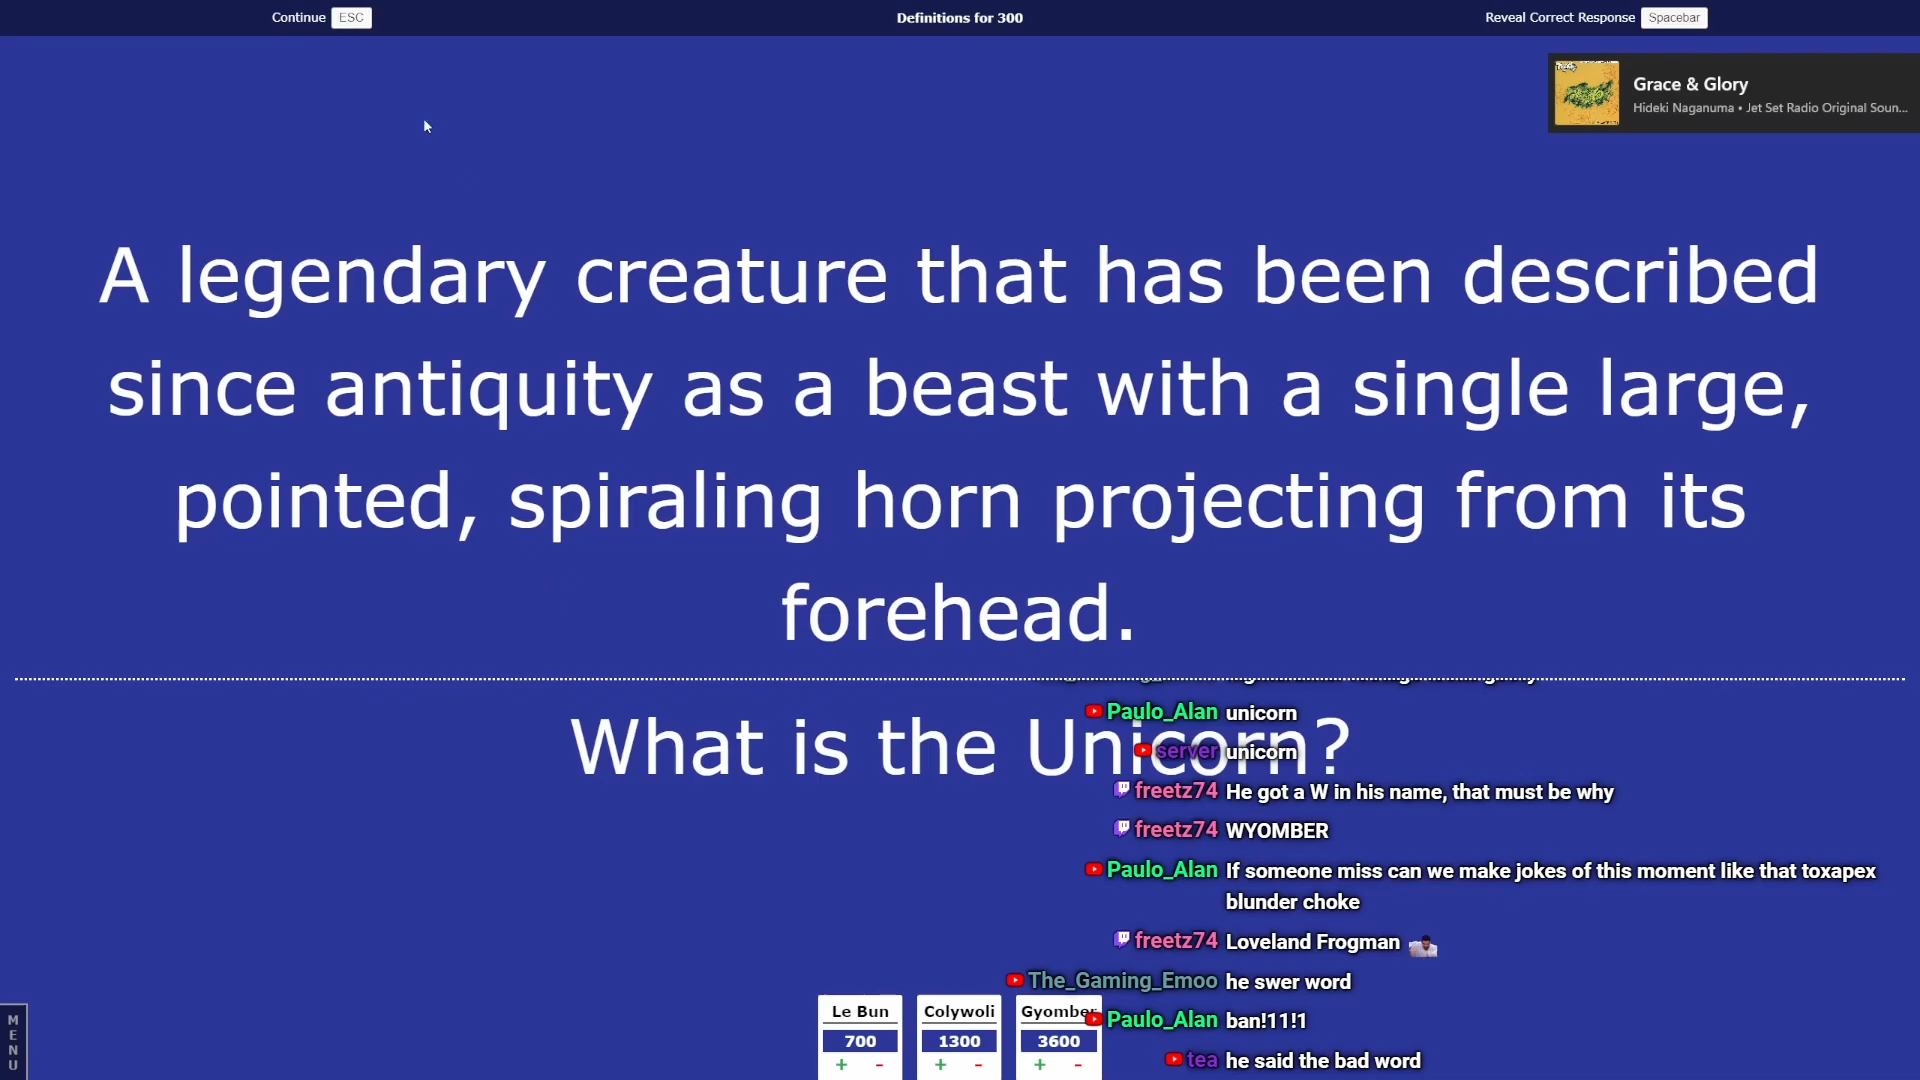 Continue ESC
Definitions for 300
Reveal Correct Response Spacebar
Grace & Glory
Hideki Naganuma • Jet Set Radio Original Soun...
A legendary creature that has been described
since antiquity as a beast with a single large,
pointed, spiraling horn projecting from its
forehead.
What is the Unicorn?
Paulo_Alan unicorn
server unicorn
freetz74 He got a W in his name, that must be why
freetz74 WYOMBER
Paulo_Alan If someone miss can we make jokes of this moment like that toxapex
blunder choke
freetz74 Loveland Frogman
The_Gaming_Emoo he swer word
Paulo_Alan ban!11!1
tea he said the bad word
Le Bun
700
+ -
Colywoli
1300
+ -
Gyomber
3600
+ -
MENU